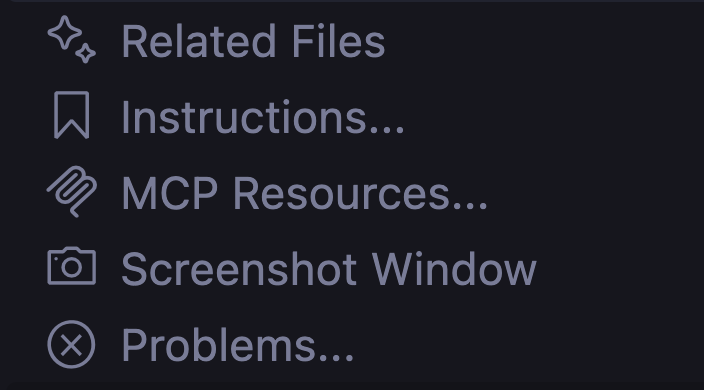 Related Files
Instructions...
MCP Resources...
Screenshot Window
Problems...